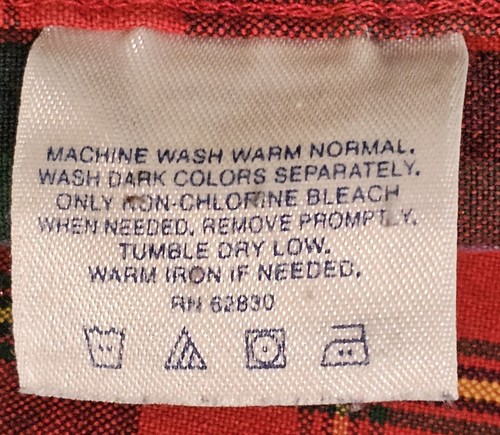 MACHINE WASH WARM NORMAL.
WASH DARK COLORS SEPARATELY.
ONLY NON-CHLORINE BLEACH
WHEN NEEDED. REMOVE PROMPTLY.
TUMBLE DRY LOW.
WARM IRON IF NEEDED.
RN 62830